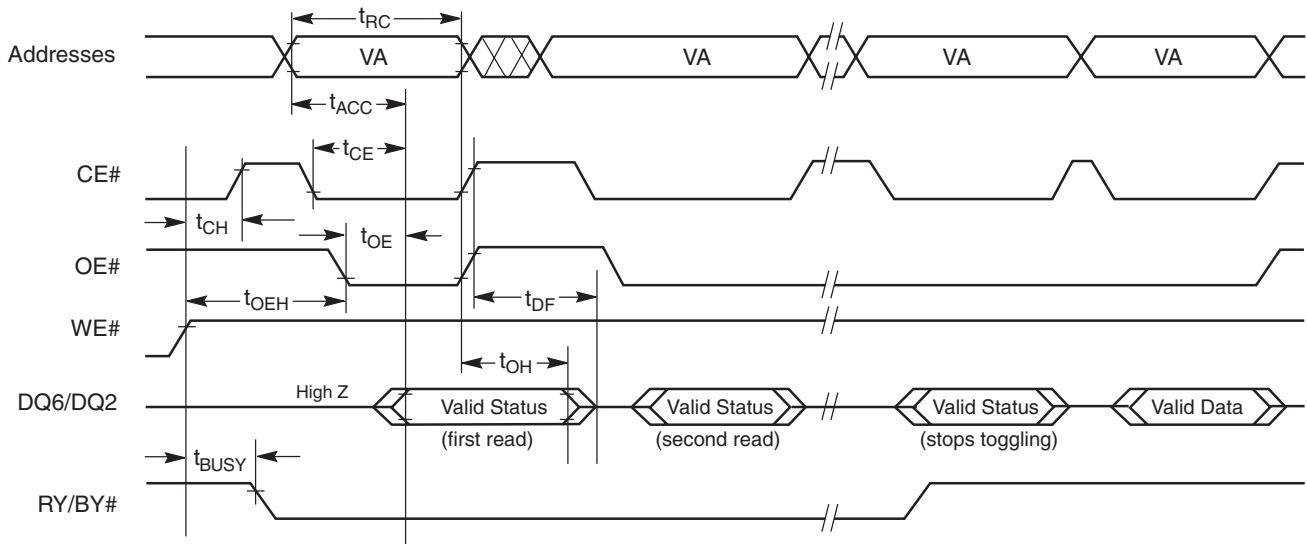 tRC
Addresses VA VA VA VA
tACC
tCE
CE#
tCH tOE
OE#
tOEH tDF
WE#
tOH
High Z
DQ6/DQ2 Valid Status Valid Status Valid Status Valid Data
(first read) (second read) (stops toggling)
tBUSY
RY/BY#